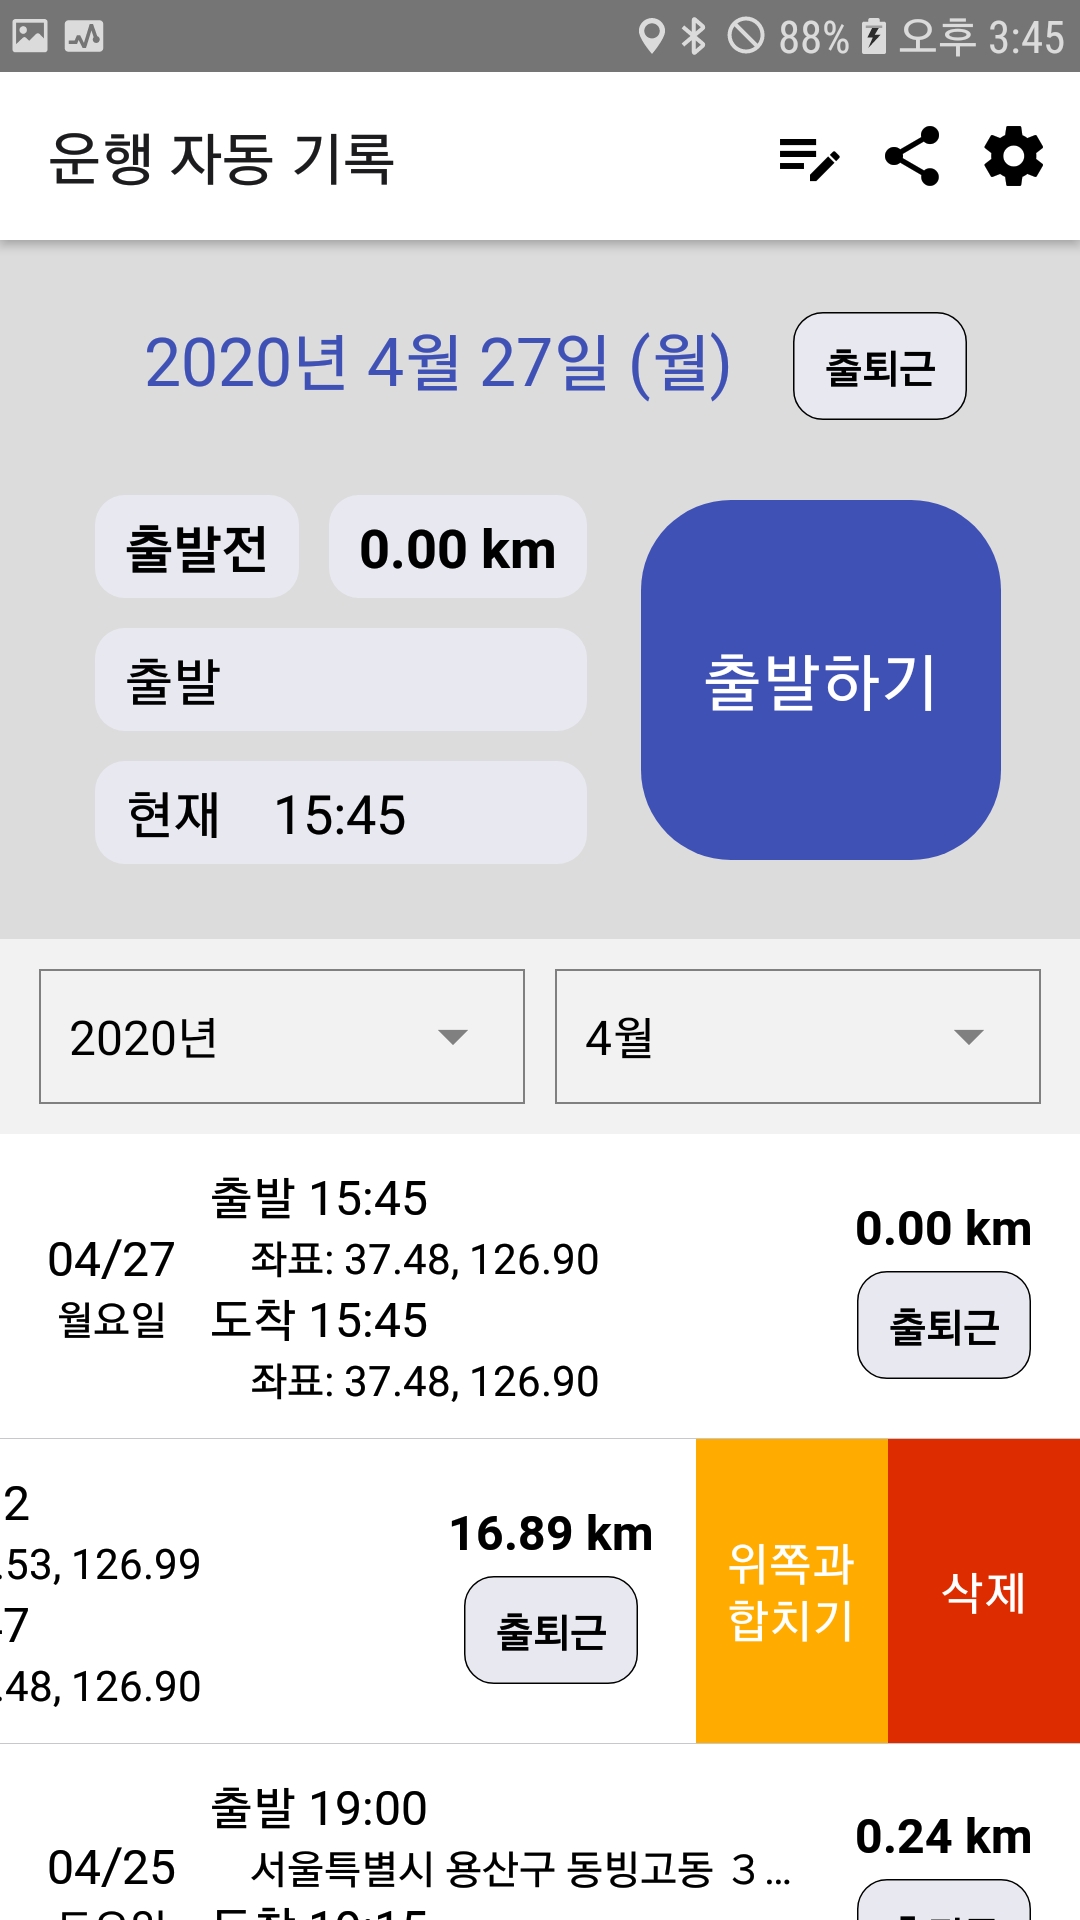 88% 오후 3:45
운행 자동 기록
2020년 4월 27일 (월) 출퇴근
출발전 0.00 km
출발
현재 15:45
출발하기
2020년 4월
04/27
월요일
출발 15:45
좌표: 37.48, 126.90
도착 15:45
좌표: 37.48, 126.90
0.00 km
출퇴근
2
.53, 126.99
47
.48, 126.90
16.89 km
출퇴근
위쪽과
합치기
삭제
04/25
출발 19:00
서울특별시 용산구 동빙고동 3...
0.24 km